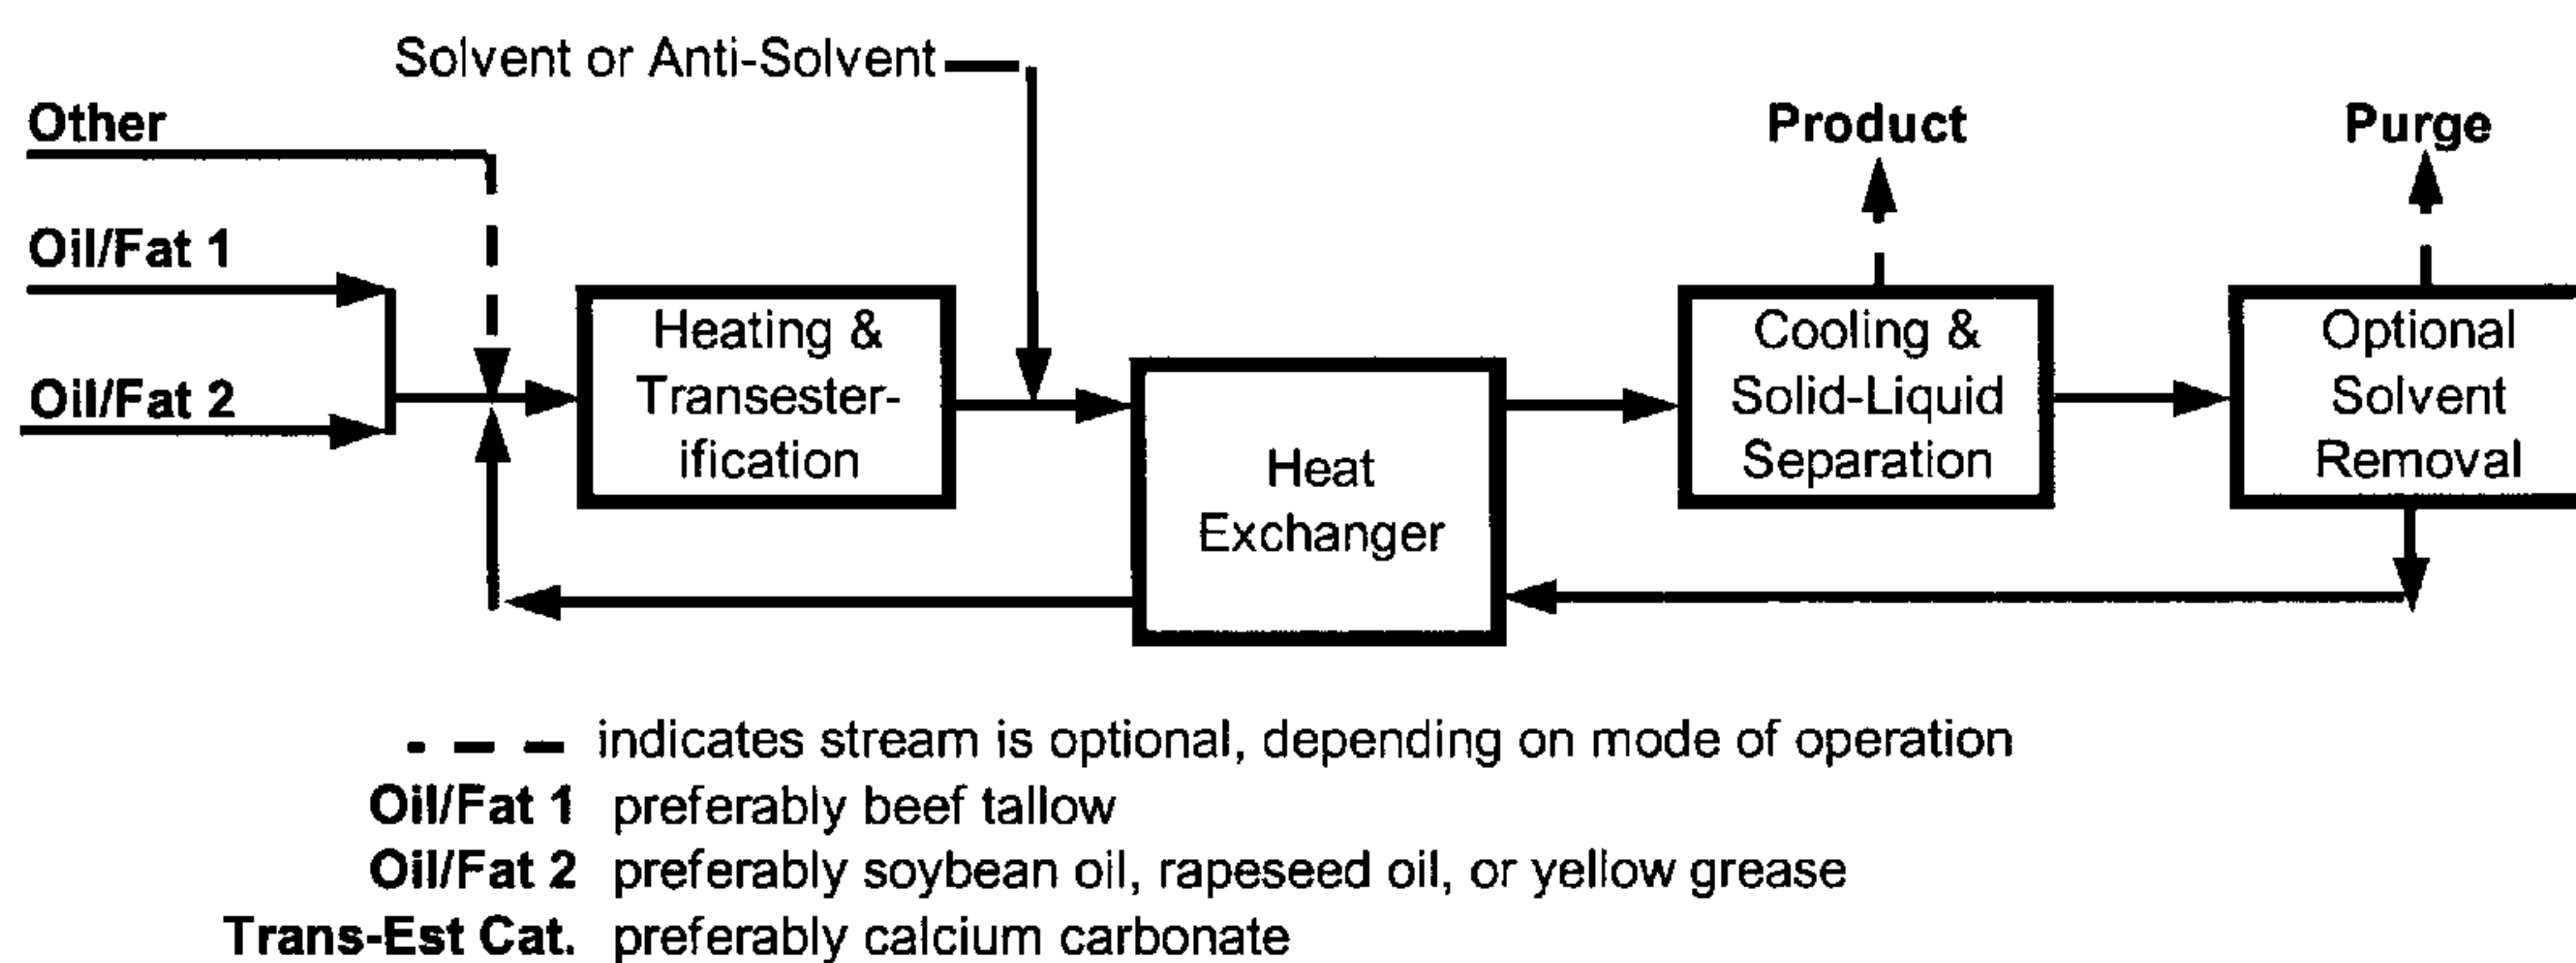 Solvent or Anti-Solvent
Other
Oil/Fat 1
Oil/Fat 2
Heating &
Transester-
ification
Heat
Exchanger
Product
Cooling &
Solid-Liquid
Separation
Purge
Optional
Solvent
Removal
indicates stream is optional, depending on mode of operation
Oil/Fat 1 preferably beef tallow
Oil/Fat 2 preferably soybean oil, rapeseed oil, or yellow grease
Trans-Est Cat. preferably calcium carbonate